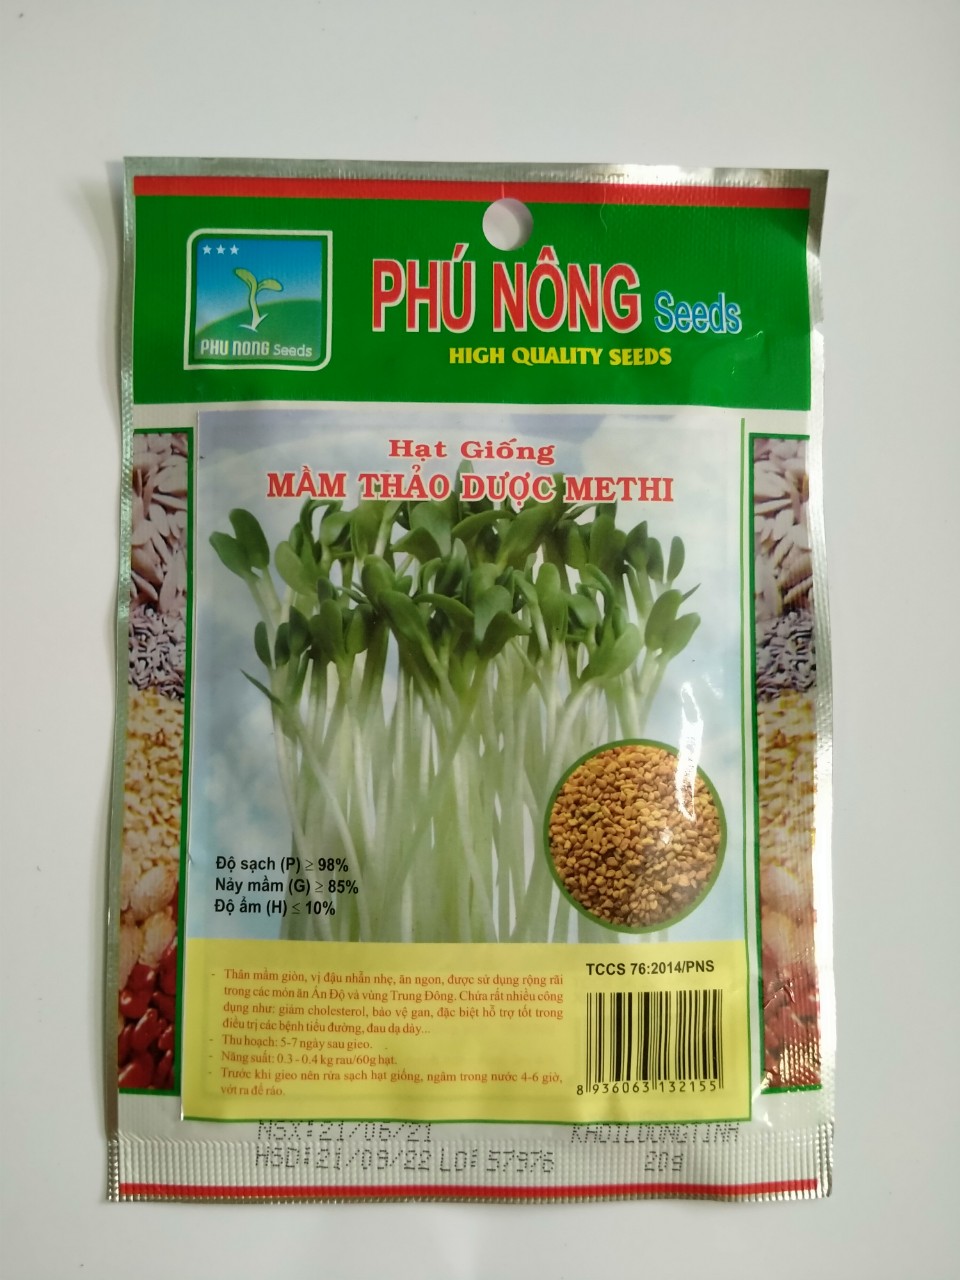 PHU NONG Seeds
PHÚ NÔNG Seeds
HIGH QUALITY SEEDS
Hạt Giống
MẦM THẢO DƯỢC METHI
Độ sạch (P) ≥ 98%
Nảy mầm (G) ≥ 85%
Độ ẩm (H) ≤ 10%
- Thân mầm giòn, vị đậu nhẫn nhẹ, ăn ngon, được sử dụng rộng rãi
trong các món ăn Ấn Độ và vùng Trung Đông. Chứa rất nhiều công
dụng như: giảm cholesterol, bảo vệ gan, đặc biệt hỗ trợ tốt trong
điều trị các bệnh tiểu đường, đau dạ dày...
- Thu hoạch: 5-7 ngày sau gieo.
- Năng suất: 0.3 - 0.4 kg rau/60g hạt.
- Trước khi gieo nên rửa sạch hạt giống, ngâm trong nước 4-6 giờ,
vớt ra để ráo.
TCCS 76:2014/PNS
8 936063 132155
NSX: 21/06/21 KHOILUONGTINH
HSD: 21/09/22 LO: 57976 20g